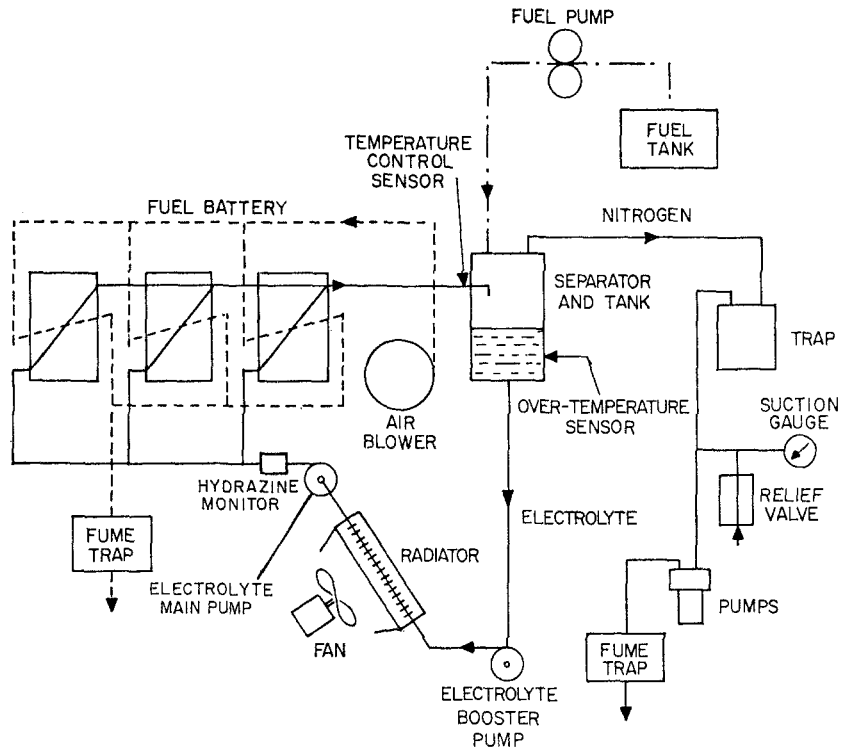 FUEL PUMP
FUEL
TANK
TEMPERATURE
CONTROL
SENSOR
FUEL BATTERY
NITROGEN
SEPARATOR
AND TANK
TRAP
AIR
BLOWER
OVER-TEMPERATURE
SENSOR
SUCTION
GAUGE
HYDRAZINE
MONITOR
RELIEF
VALVE
ELECTROLYTE
FUME
TRAP
RADIATOR
ELECTROLYTE
MAIN PUMP
FAN
PUMPS
FUME
TRAP
ELECTROLYTE
BOOSTER
PUMP